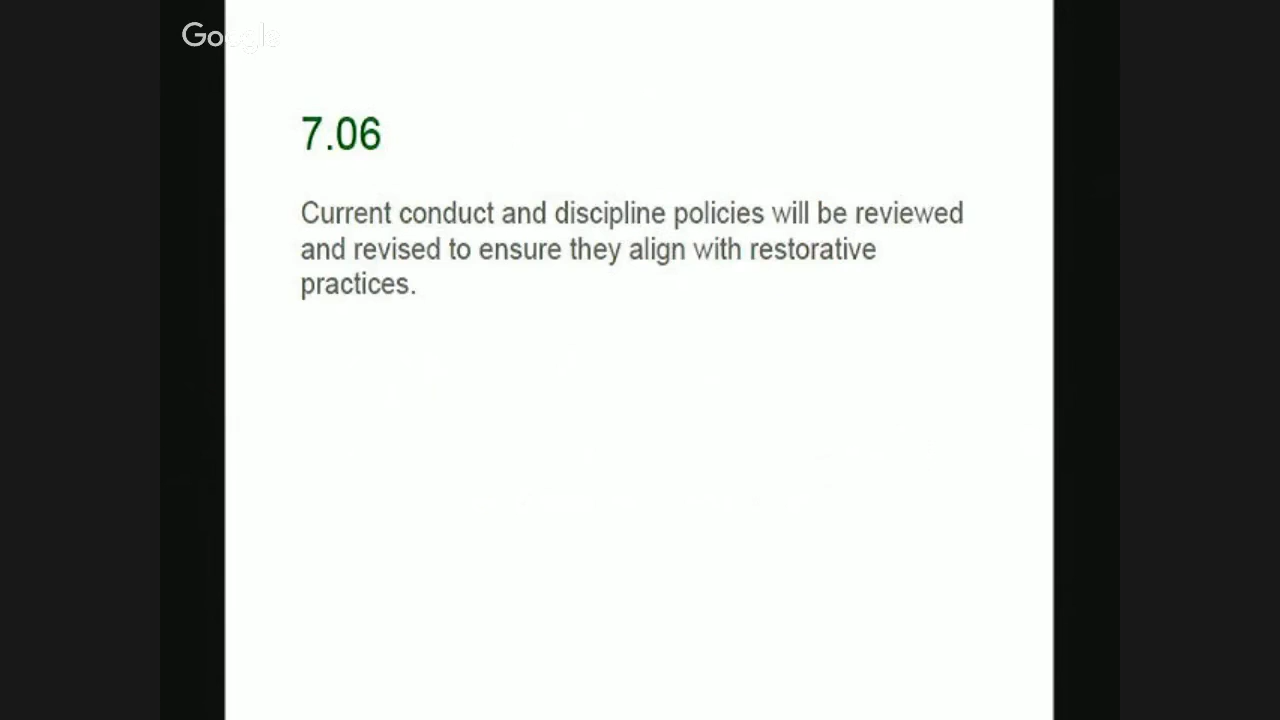 Google
7.06
Current conduct and discipline policies will be reviewed
and revised to ensure they align with restorative
practices.